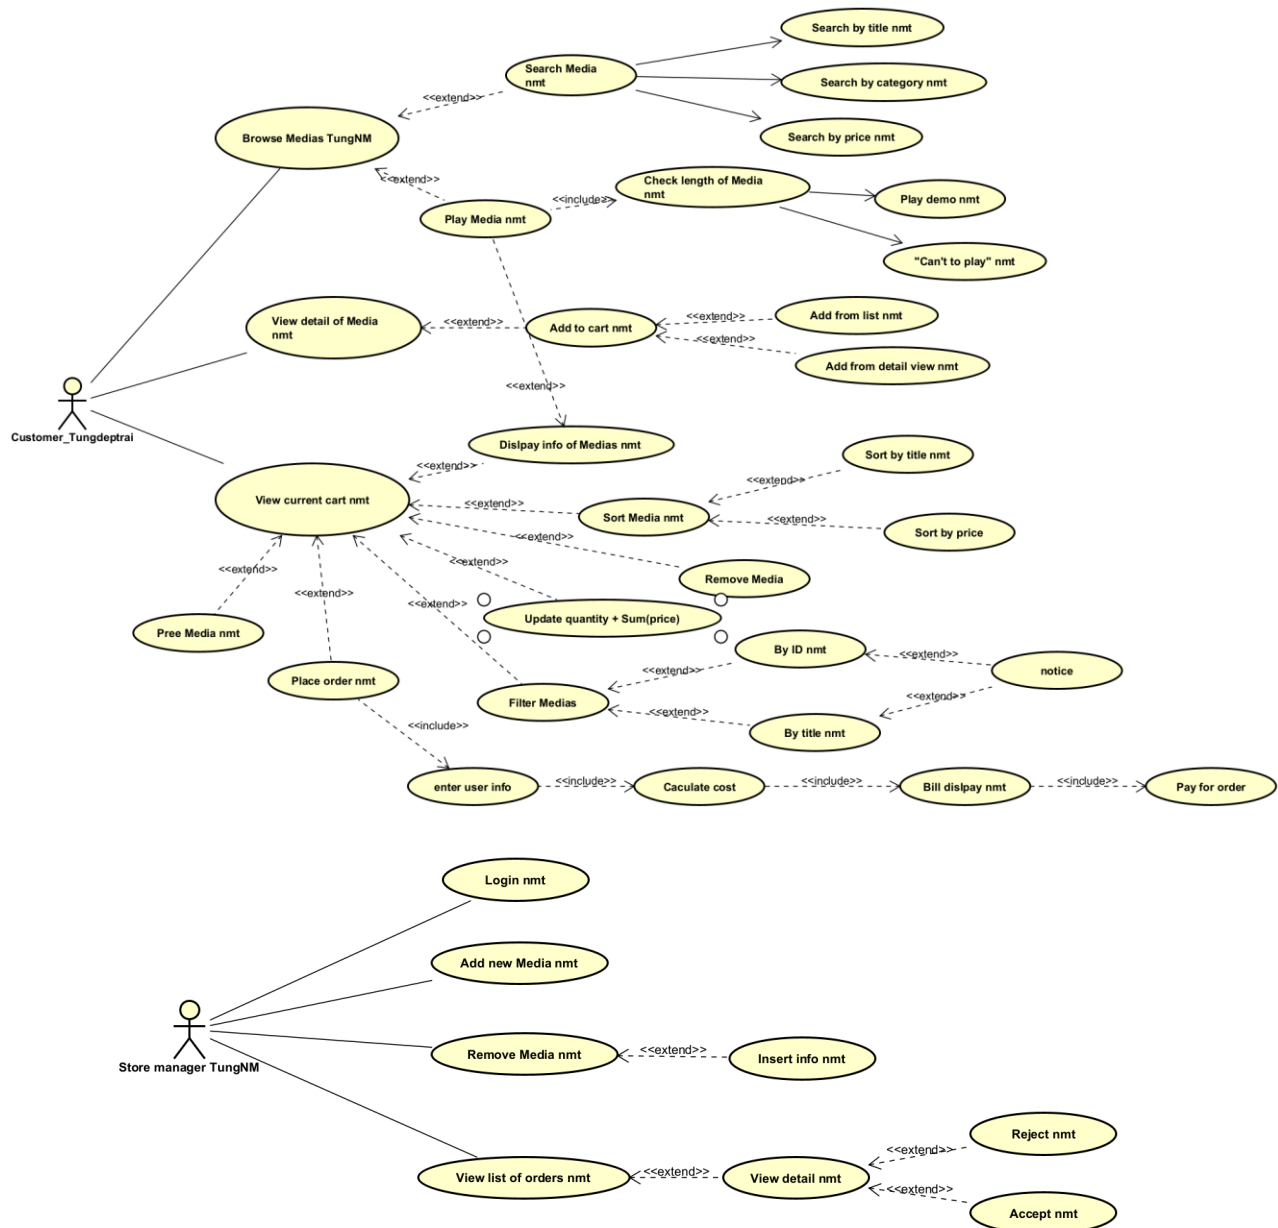 Search by title nmt
Search Media
nmt
Search by category nmt
<<extend>>
Browse Medias TungNM
Search by price nmt
<<extend>>
Check length of Media
nmt
<<include>>
Play demo nmt
Play Media nmt
"Can't to play" nmt
View detail of Media
nmt
<<extend>>
Add to cart nmt
<<extend>>
Add from list nmt
<<extend>>
Add from detail view nmt
<<extend>>
Customer_Tungdeptrai
Dislpay info of Medias nmt
<<extend>>
Sort by title nmt
<<extend>>
View current cart nmt
<<extend>>
Sort Media nmt
<<extend>>
Sort by price
<<extend>>
<<extend>>
<<extend>>
Remove Media
<<extend>>
<<extend>>
Update quantity + Sum(price)
Pree Media nmt
By ID nmt
<<extend>>
<<extend>>
notice
Place order nmt
<<extend>>
Filter Medias
<<extend>>
By title nmt
<<include>>
enter user info
<<include>>
Caculate cost
<<include>>
Bill dislpay nmt
<<include>>
Pay for order
Login nmt
Add new Media nmt
Remove Media nmt
<<extend>>
Insert info nmt
Store manager TungNM
Reject nmt
<<extend>>
View list of orders nmt
<<extend>>
View detail nmt
<<extend>>
Accept nmt